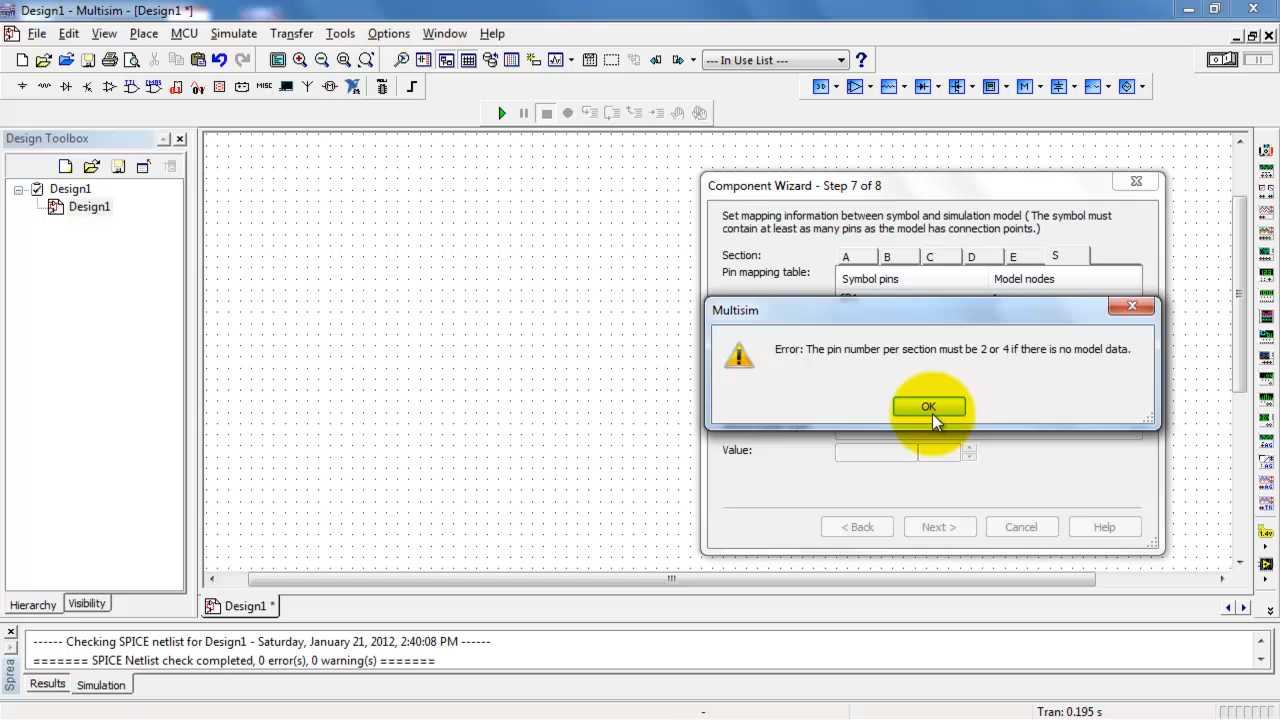 Design1 - Multisim - [Design1 *]
File Edit View Place MCU Simulate Transfer Tools Options Window Help
--- In Use List ---
MISC
Design Toolbox
Design1
Design1
Component Wizard - Step 7 of 8
Set mapping information between symbol and simulation model ( The symbol must
contain at least as many pins as the model has connection points.)
Section: A B C D E S
Pin mapping table:
Symbol pins Model nodes
Multisim
Error: The pin number per section must be 2 or 4 if there is no model data.
OK
Value:
< Back Next > Cancel Help
Hierarchy Visibility
Design1 *
------ Checking SPICE netlist for Design1 - Saturday, January 21, 2012, 2:40:08 PM ------
======= SPICE Netlist check completed, 0 error(s), 0 warning(s) =======
Sprea
Results Simulation
- Tran: 0.195 s